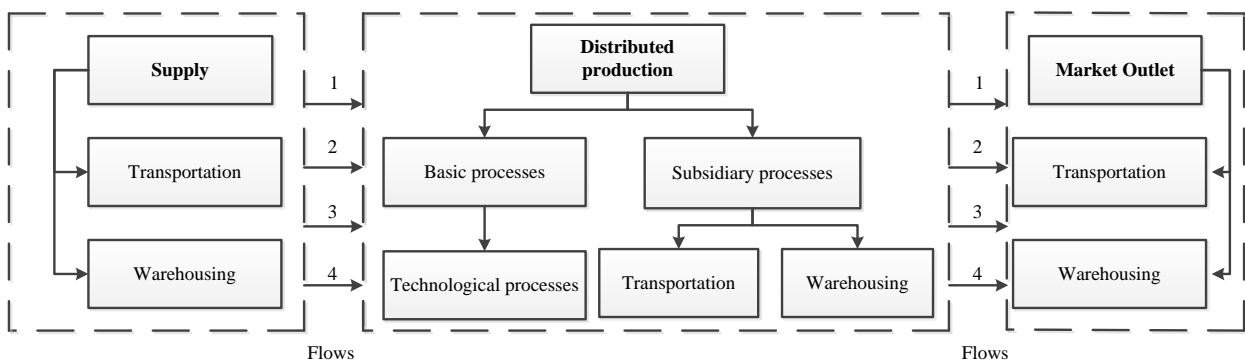 Supply
Transportation
Warehousing
1
2
3
4
Flows
Distributed
production
Basic processes
Subsidiary processes
Technological processes
Transportation
Warehousing
1
2
3
4
Flows
Market Outlet
Transportation
Warehousing